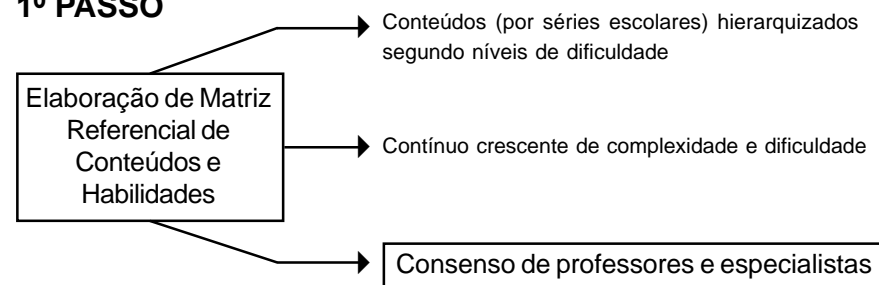 1º PASSO
Conteúdos (por séries escolares) hierarquizados
segundo níveis de dificuldade
Elaboração de Matriz
Referencial de
Conteúdos e
Habilidades
Contínuo crescente de complexidade e dificuldade
Consenso de professores e especialistas